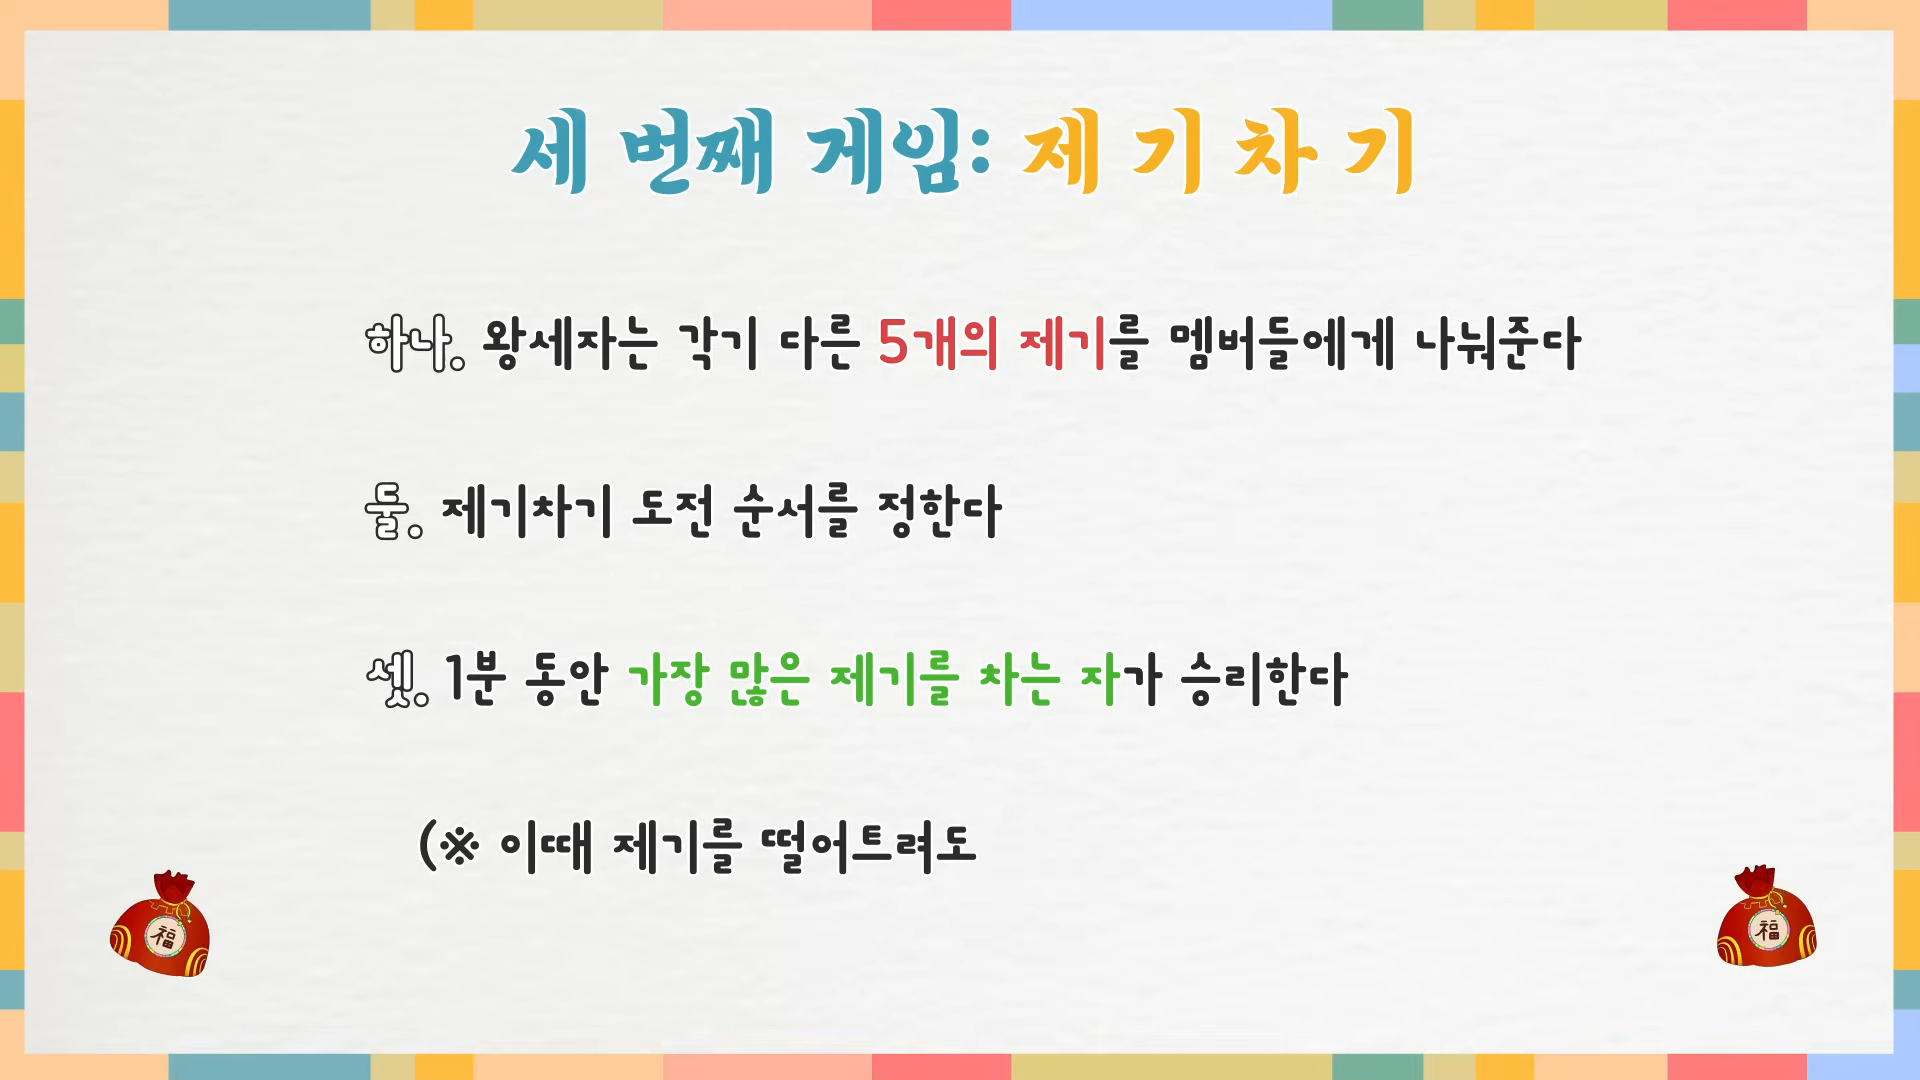 세 번째 게임: 제 기 차 기
하나. 왕세자는 각기 다른 5개의 제기를 멤버들에게 나눠준다
둘. 제기차기 도전 순서를 정한다
셋. 1분 동안 가장 많은 제기를 차는 자가 승리한다
(※ 이때 제기를 떨어트려도
福
福